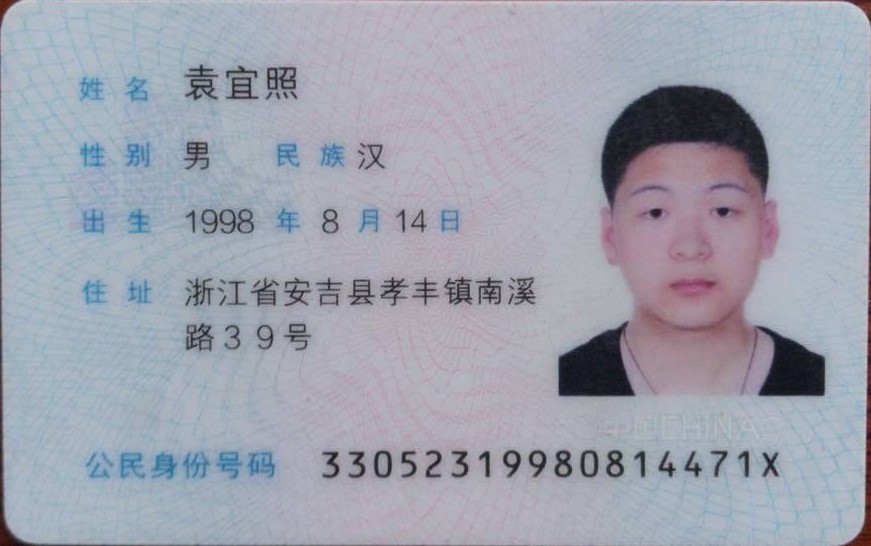 姓名 袁宜照
性别 男 民族 汉
出生 1998 年 8 月 14 日
住址 浙江省安吉县孝丰镇南溪
路39号
中国CHINA
公民身份号码 33052319980814471X